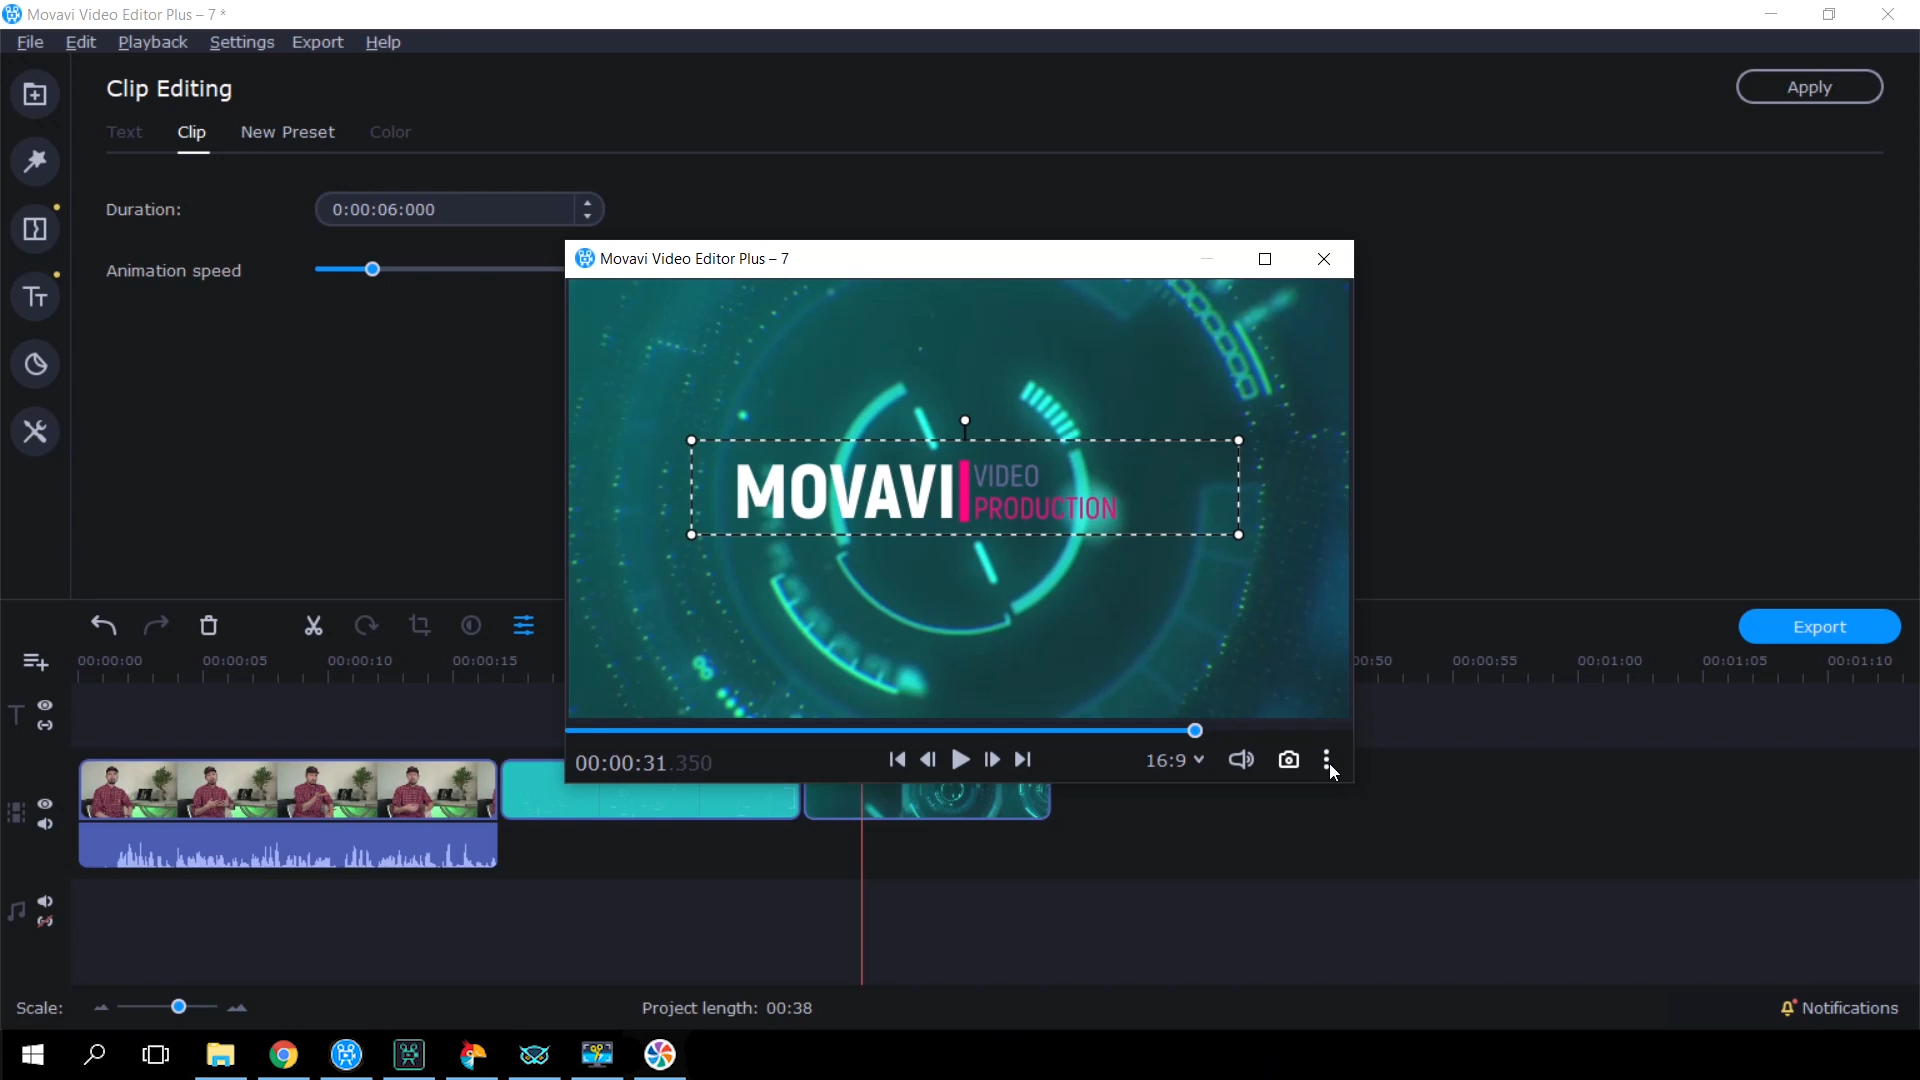 Movavi Video Editor Plus – 7 *
File Edit Playback Settings Export Help
Clip Editing
Apply
Text Clip New Preset Color
Duration: 0:00:06:000
Animation speed
Movavi Video Editor Plus – 7
MOVAVI VIDEO
PRODUCTION
00:00:31.350
16:9
Export
00:00:00 00:00:05 00:00:10 00:00:15 00:50 00:00:55 00:01:00 00:01:05 00:01:10
Scale:
Project length: 00:38
Notifications